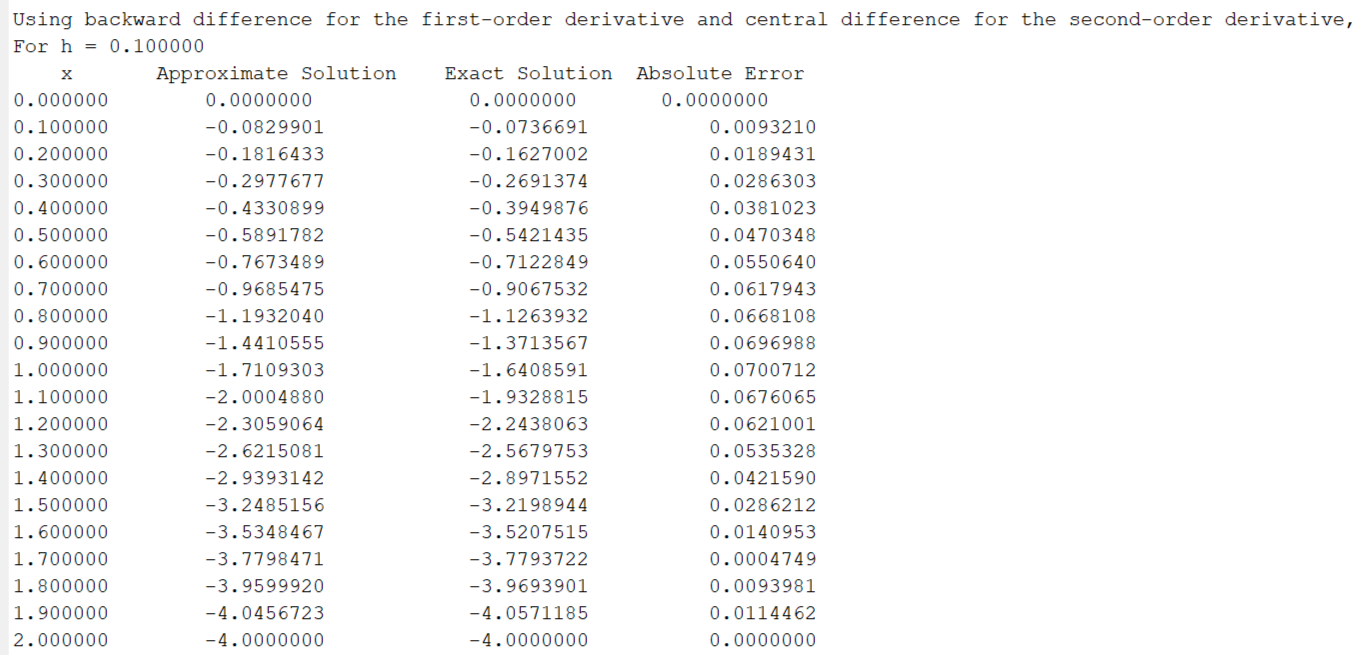 Using backward difference for the first-order derivative and central difference for the second-order derivative,
For h = 0.100000
x Approximate Solution Exact Solution Absolute Error
0.000000 0.0000000 0.0000000 0.0000000
0.100000 -0.0829901 -0.0736691 0.0093210
0.200000 -0.1816433 -0.1627002 0.0189431
0.300000 -0.2977677 -0.2691374 0.0286303
0.400000 -0.4330899 -0.3949876 0.0381023
0.500000 -0.5891782 -0.5421435 0.0470348
0.600000 -0.7673489 -0.7122849 0.0550640
0.700000 -0.9685475 -0.9067532 0.0617943
0.800000 -1.1932040 -1.1263932 0.0668108
0.900000 -1.4410555 -1.3713567 0.0696988
1.000000 -1.7109303 -1.6408591 0.0700712
1.100000 -2.0004880 -1.9328815 0.0676065
1.200000 -2.3059064 -2.2438063 0.0621001
1.300000 -2.6215081 -2.5679753 0.0535328
1.400000 -2.9393142 -2.8971552 0.0421590
1.500000 -3.2485156 -3.2198944 0.0286212
1.600000 -3.5348467 -3.5207515 0.0140953
1.700000 -3.7798471 -3.7793722 0.0004749
1.800000 -3.9599920 -3.9693901 0.0093981
1.900000 -4.0456723 -4.0571185 0.0114462
2.000000 -4.0000000 -4.0000000 0.0000000